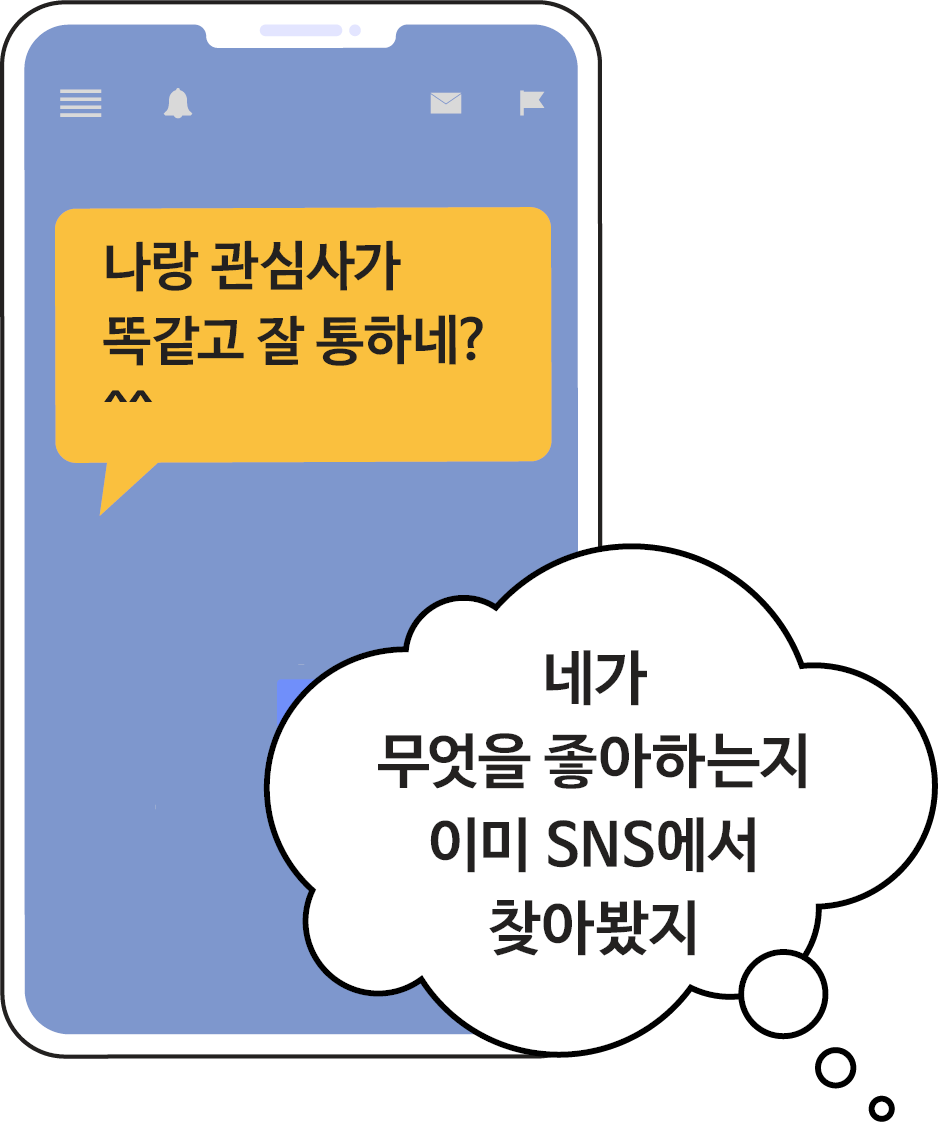 나랑 관심사가
똑같고 잘 통하네?
^^
네가
무엇을 좋아하는지
이미 SNS에서
찾아봤지